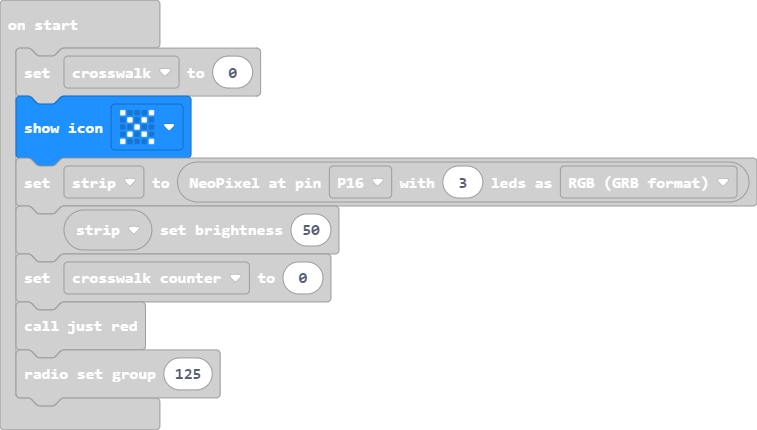 on start
set crosswalk to 0
show icon
set strip to NeoPixel at pin P16 with 3 leds as RGB (GRB format)
strip set brightness 50
set crosswalk counter to 0
call just red
radio set group 125